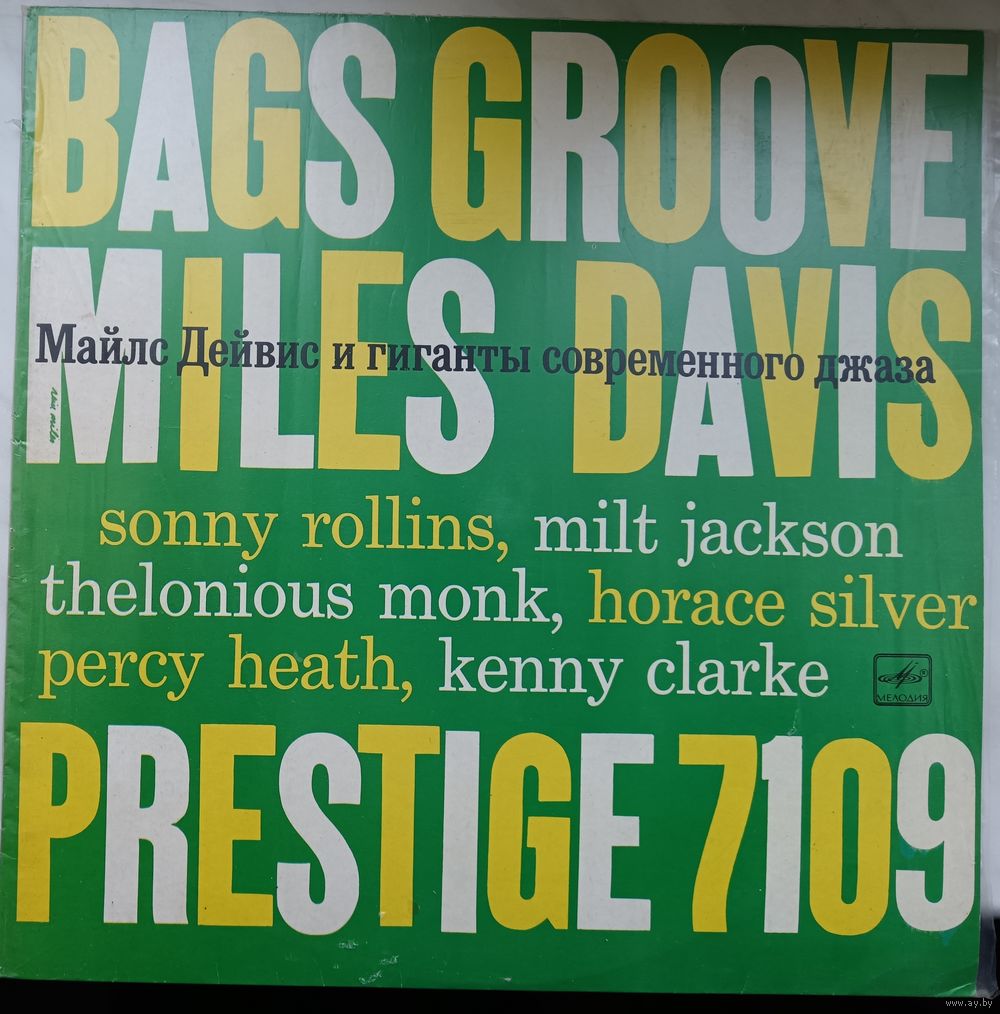 BAGS GROOVE
MILES DAVIS
Майлс Дейвис и гиганты современного джаза
sonny rollins, milt jackson
thelonious monk, horace silver
percy heath, kenny clarke
МЕЛОДИЯ
PRESTIGE 7109
www.ay.by